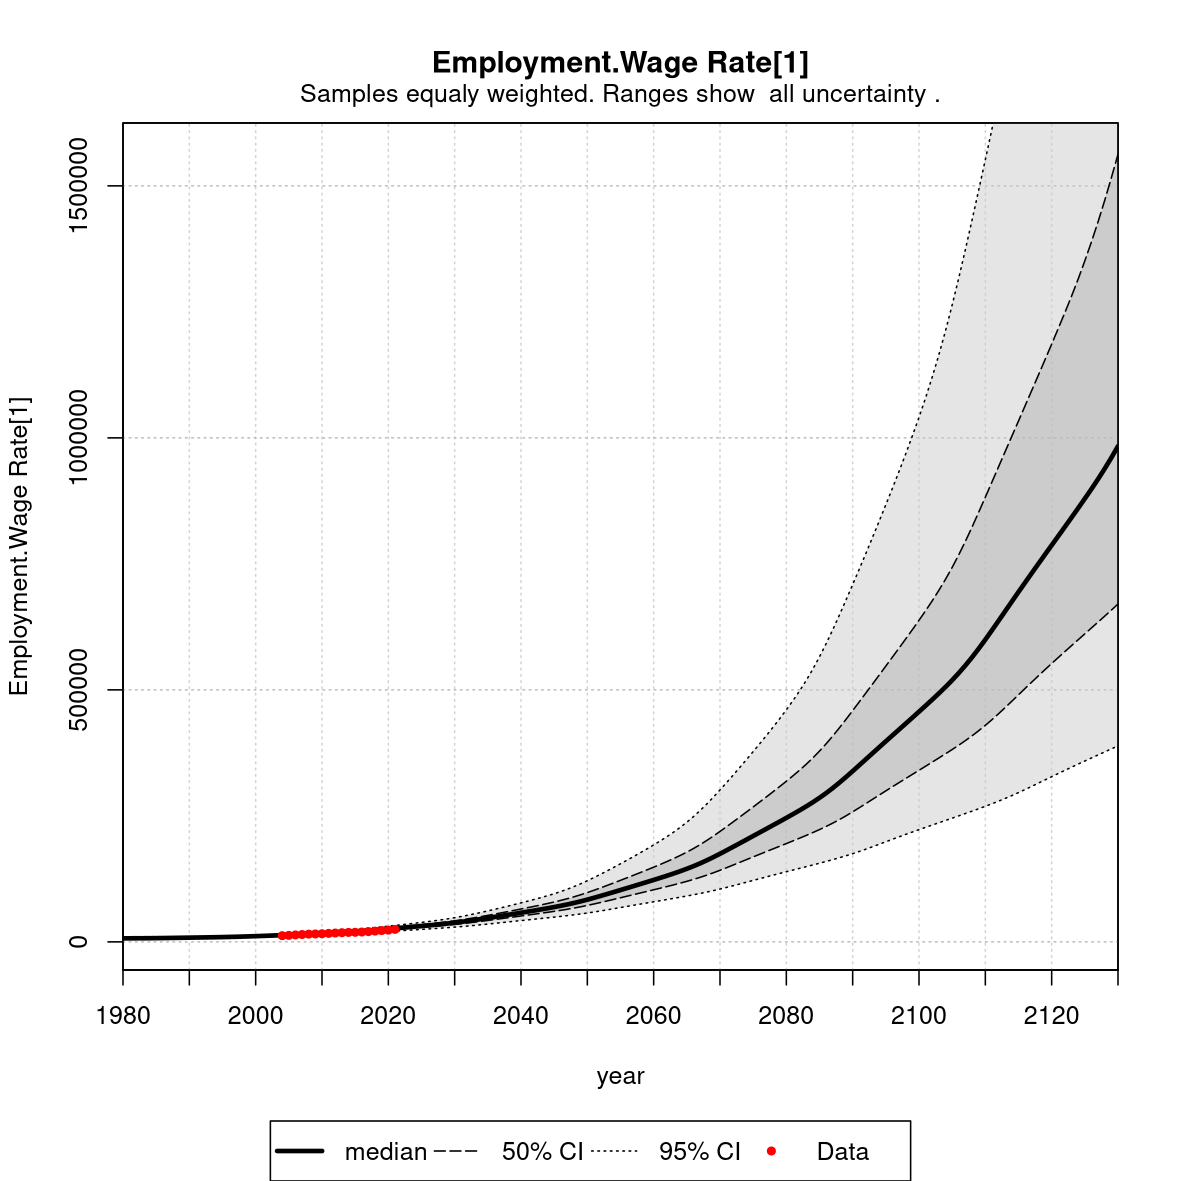 Employment.Wage Rate[1]
Samples equaly weighted. Ranges show  all uncertainty .
Employment.Wage Rate[1]
1500000
1000000
500000
0
1980 2000 2020 2040 2060 2080 2100 2120
year
median 50% CI 95% CI Data